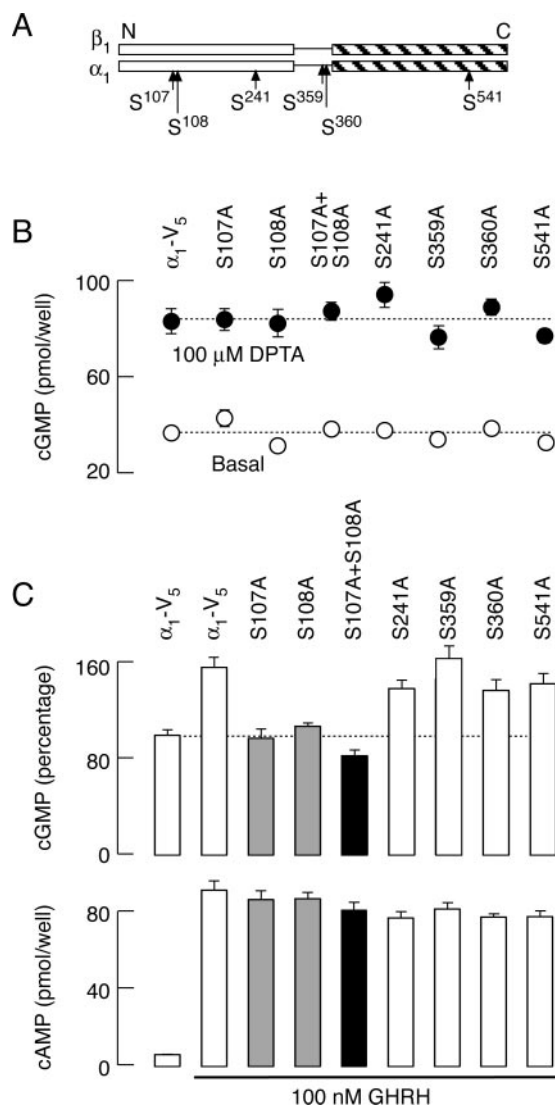 A
N C
β₁
α₁
S¹⁰⁷ S²⁴¹ S³⁵⁹ S⁵⁴¹
S¹⁰⁸ S³⁶⁰
B
α₁-V₅
S107A
S108A
S107A+
S108A
S241A
S359A
S360A
S541A
cGMP (pmol/well)
100
60
20
100 μM DPTA
Basal
C
α₁-V₅
α₁-V₅
S107A
S108A
S107A+S108A
S241A
S359A
S360A
S541A
cGMP (percentage)
160
80
0
cAMP (pmol/well)
80
40
0
100 nM GHRH